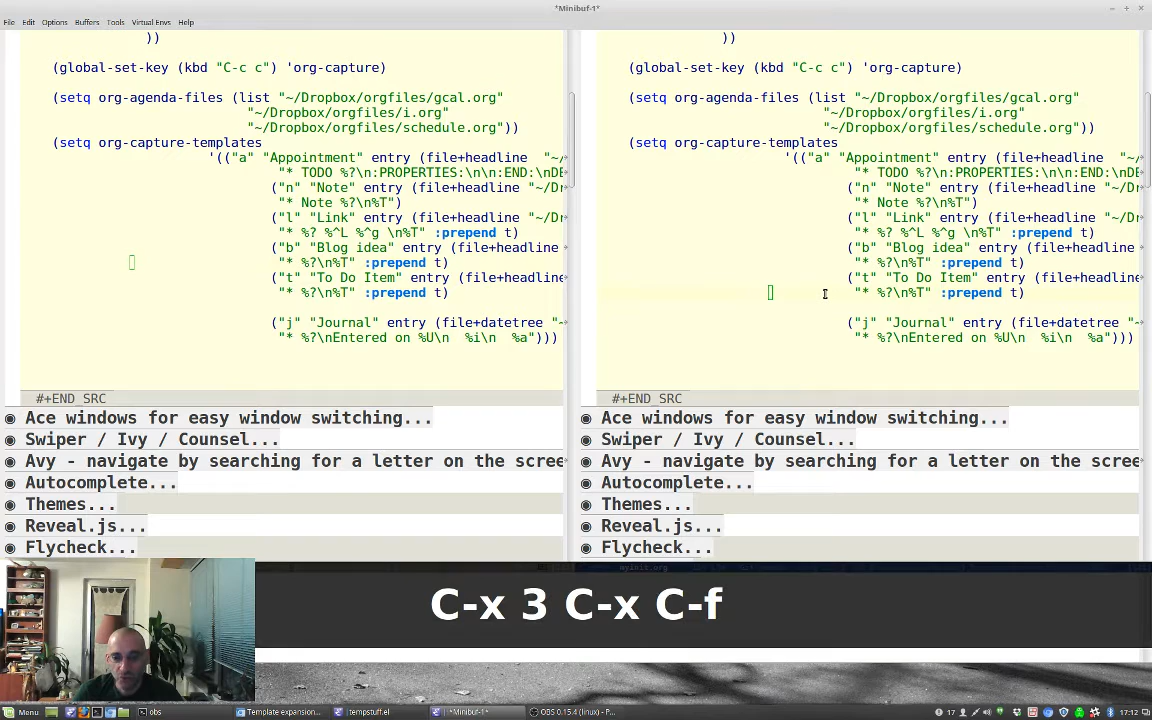 *Minibuf-1*
File Edit Options Buffers Tools Virtual Envs Help
))
(global-set-key (kbd "C-c c") 'org-capture)
(setq org-agenda-files (list "~/Dropbox/orgfiles/gcal.org"
"~/Dropbox/orgfiles/i.org"
"~/Dropbox/orgfiles/schedule.org"))
(setq org-capture-templates
'(("a" "Appointment" entry (file+headline "~/
"* TODO %?\n:PROPERTIES:\n\n:END:\nDE
("n" "Note" entry (file+headline "~/Dr
"* Note %?\n%T")
("l" "Link" entry (file+headline "~/Dr
"* %? %^L %^g \n%T" :prepend t)
("b" "Blog idea" entry (file+headline
"* %?\n%T" :prepend t)
("t" "To Do Item" entry (file+headline
"* %?\n%T" :prepend t)
("j" "Journal" entry (file+datetree "~
"* %?\nEntered on %U\n  %i\n  %a")))
#+END_SRC
◉ Ace windows for easy window switching...
◉ Swiper / Ivy / Counsel...
◉ Avy - navigate by searching for a letter on the scree
◉ Autocomplete...
◉ Themes...
◉ Reveal.js...
◉ Flycheck...
))
(global-set-key (kbd "C-c c") 'org-capture)
(setq org-agenda-files (list "~/Dropbox/orgfiles/gcal.org"
"~/Dropbox/orgfiles/i.org"
"~/Dropbox/orgfiles/schedule.org"))
(setq org-capture-templates
'(("a" "Appointment" entry (file+headline "~/
"* TODO %?\n:PROPERTIES:\n\n:END:\nDE
("n" "Note" entry (file+headline "~/Dr
"* Note %?\n%T")
("l" "Link" entry (file+headline "~/Dr
"* %? %^L %^g \n%T" :prepend t)
("b" "Blog idea" entry (file+headline
"* %?\n%T" :prepend t)
("t" "To Do Item" entry (file+headline
"* %?\n%T" :prepend t)
("j" "Journal" entry (file+datetree "~
"* %?\nEntered on %U\n  %i\n  %a")))
#+END_SRC
◉ Ace windows for easy window switching...
◉ Swiper / Ivy / Counsel...
◉ Avy - navigate by searching for a letter on the scree
◉ Autocomplete...
◉ Themes...
◉ Reveal.js...
◉ Flycheck...
myinit.org
C-x 3 C-x C-f
Menu obs Template expansion... tempstuff.el *Minibuf-1* OBS 0.15.4 (linux) - P... 17 17:12